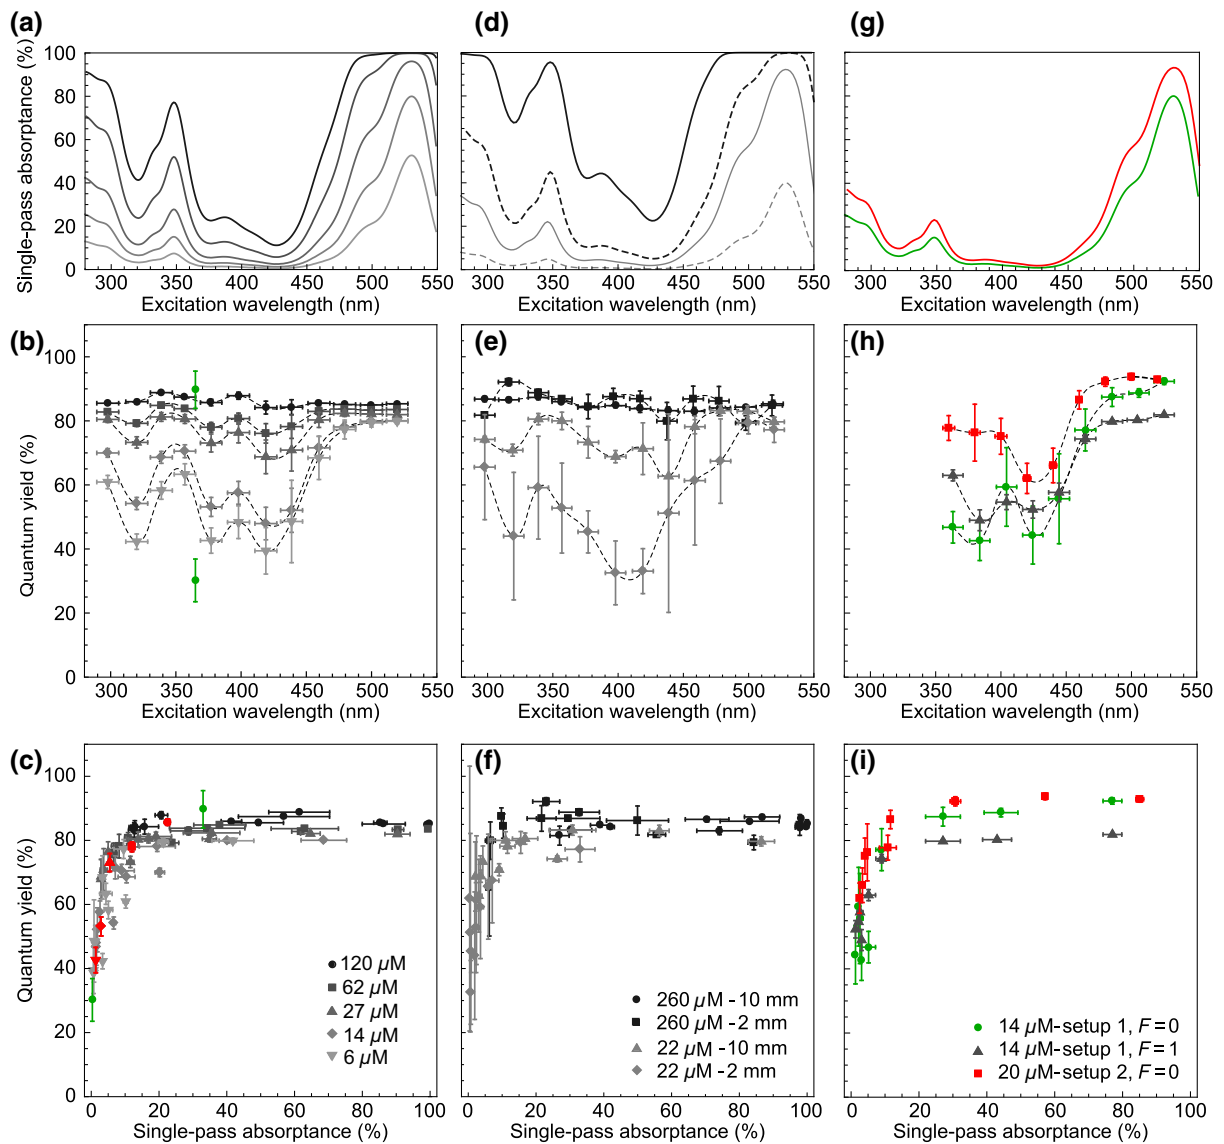 (a)
(d)
(g)
Single-pass absorptance (%)
100
80
60
40
20
0
300
350
400
450
500
550
300
350
400
450
500
550
300
350
400
450
500
550
Excitation wavelength (nm)
Excitation wavelength (nm)
Excitation wavelength (nm)
(b)
(e)
(h)
Quantum yield (%)
100
80
60
40
20
0
300
350
400
450
500
550
300
350
400
450
500
550
300
350
400
450
500
550
Excitation wavelength (nm)
Excitation wavelength (nm)
Excitation wavelength (nm)
(c)
(f)
(i)
Quantum yield (%)
100
80
60
40
20
0
120 µM
62 µM
27 µM
14 µM
6 µM
260 µM - 10 mm
260 µM - 2 mm
22 µM - 10 mm
22 µM - 2 mm
14 µM-setup 1, F=0
14 µM-setup 1, F=1
20 µM-setup 2, F=0
0
20
40
60
80
100
0
20
40
60
80
100
0
20
40
60
80
100
Single-pass absorptance (%)
Single-pass absorptance (%)
Single-pass absorptance (%)